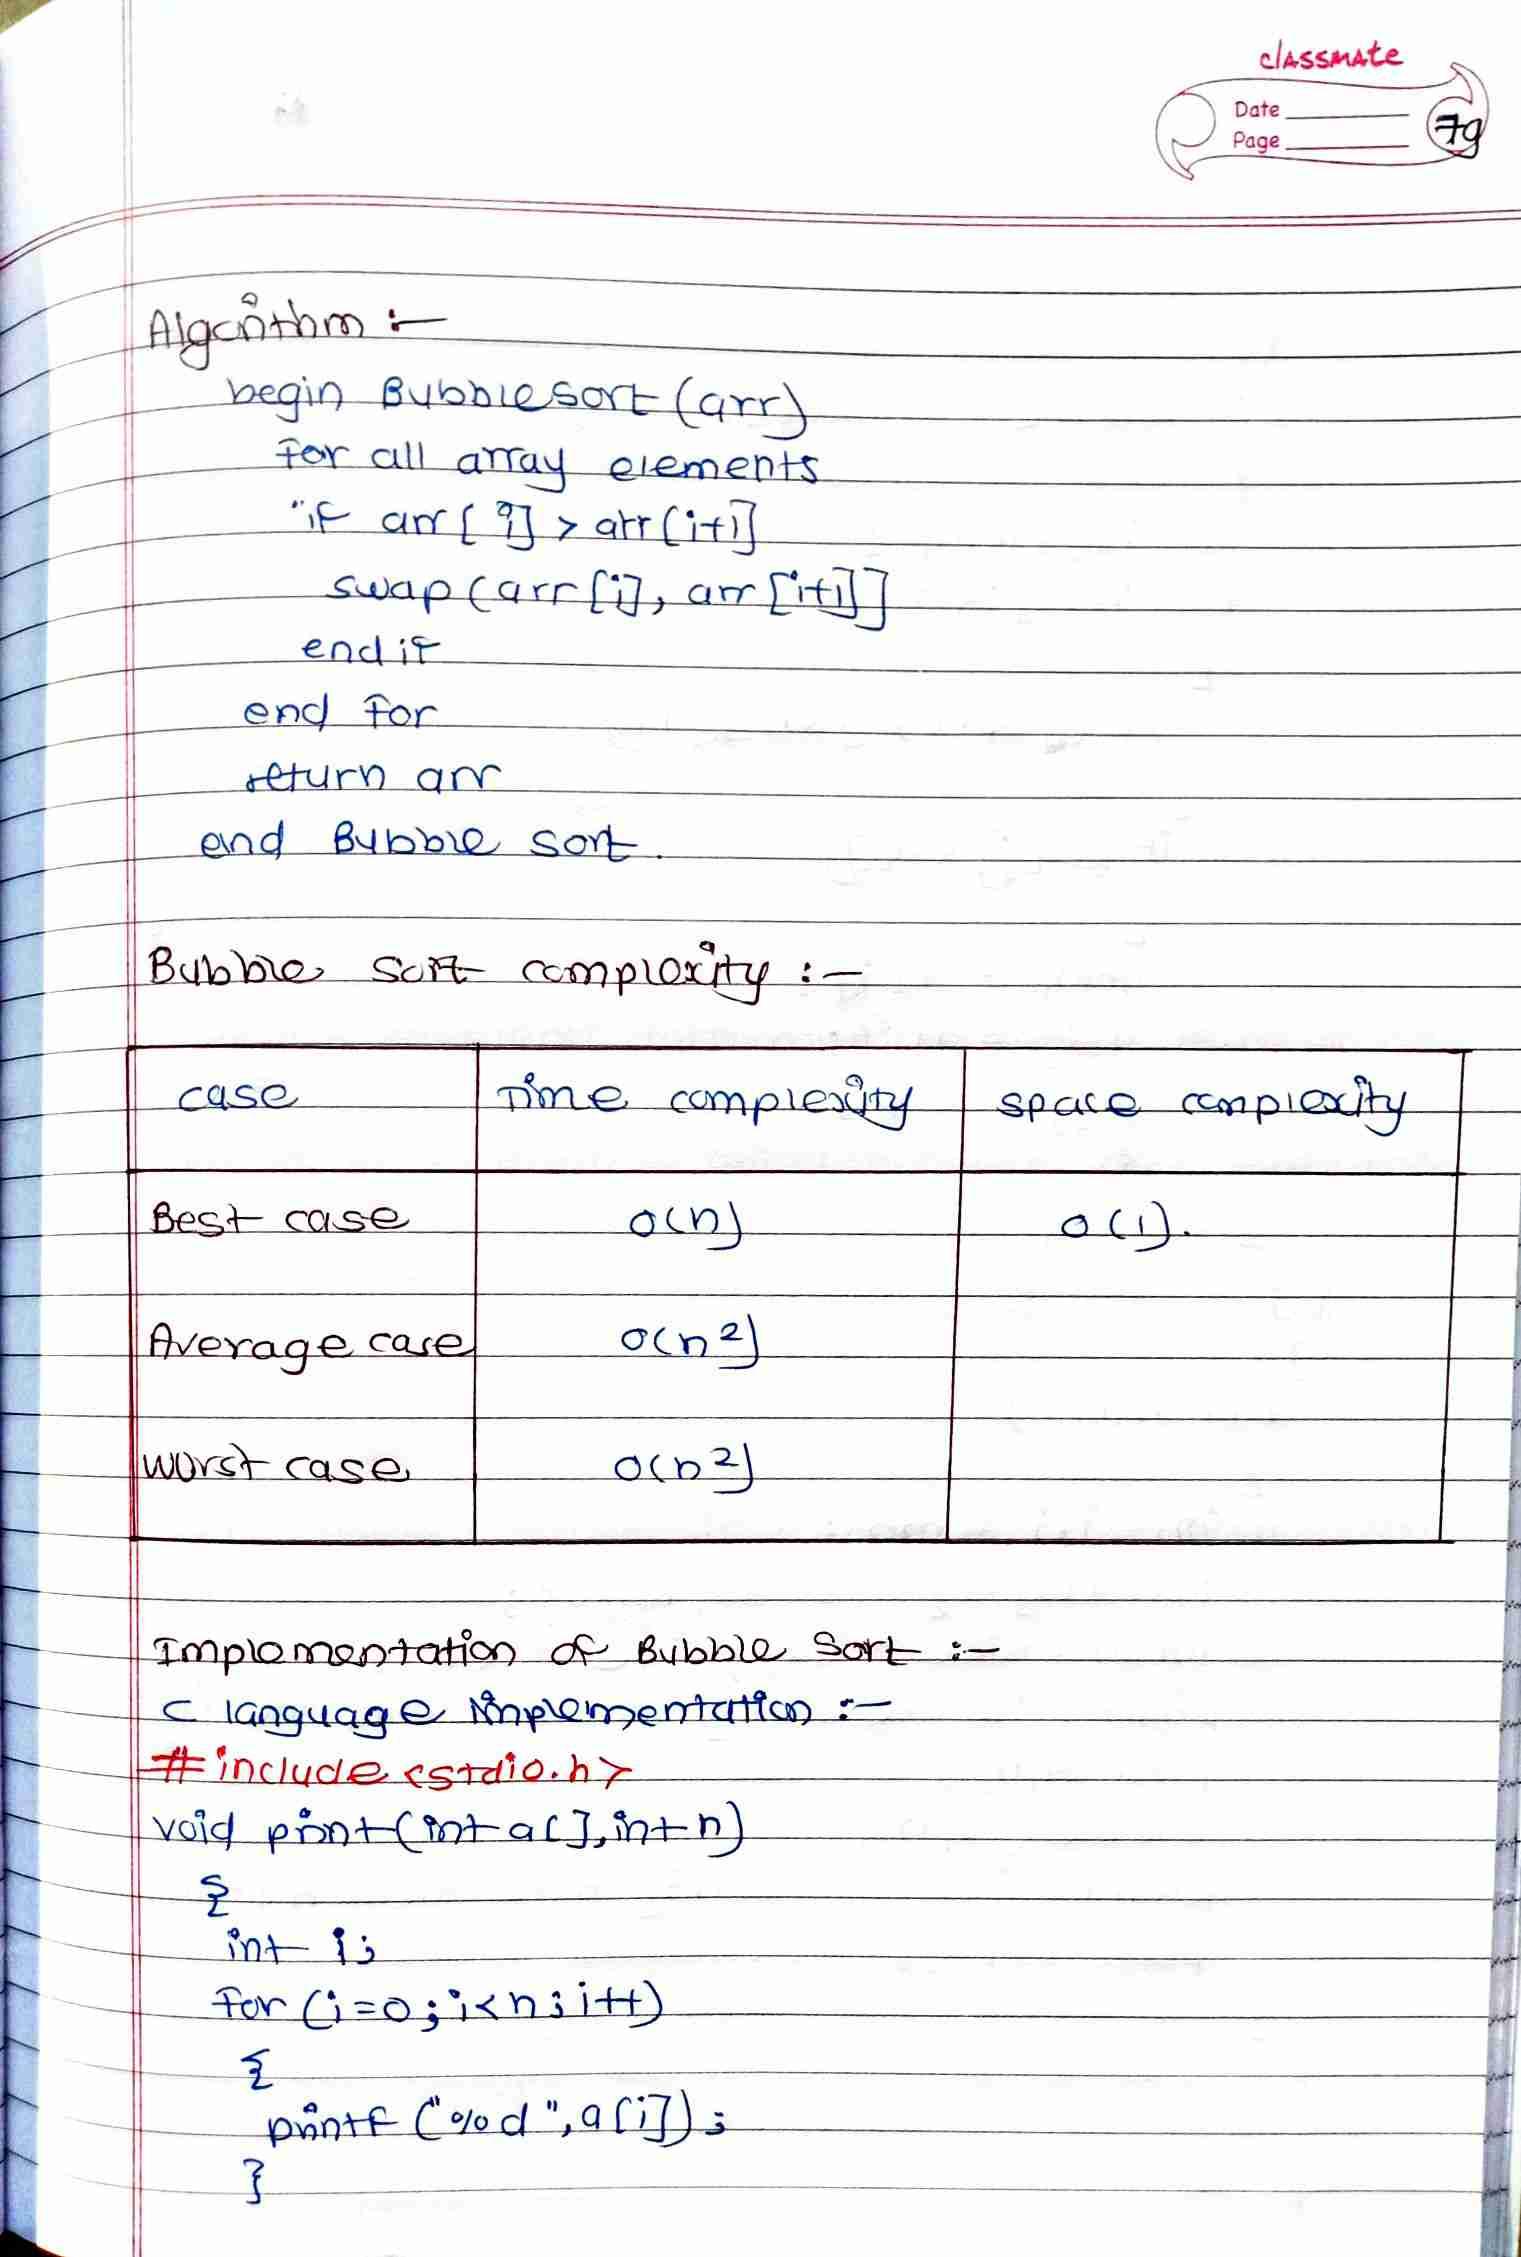 classmate
Date
Page
79
Algorithm :-
begin Bubblesort (arr)
for all array elements
if arr[i] > arr[i+1]
swap (arr[i], arr[i+1]]
end if
end for
return arr
end Bubble sort.
Bubble sort complexity :-
case Time complexity space complexity
Best case O(n) O(1).
Average case O(n²)
worst case O(n²)
Implementation of Bubble Sort :-
C language implementation :-
#include <stdio.h>
void print(int a[], int n)
{
int i;
for (i=0; i<n; i++)
{
printf ("%d", a[i]);
}